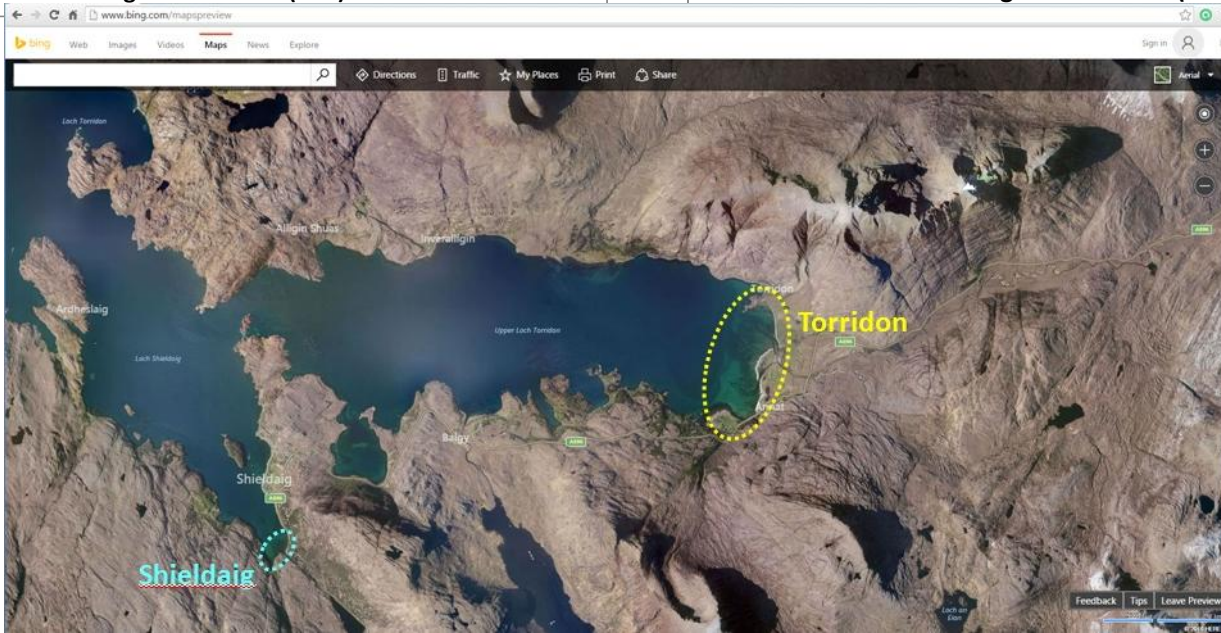 www.bing.com/mapspreview
bing Web Images Videos Maps News Explore Sign in
Directions Traffic My Places Print Share Aerial
Loch Torridon
Alligin Shuas
Inveralligin
Torridon
Ardheslaig
Torridon
Upper Loch Torridon
A896
Loch Shieldaig
Annat
Balgy
A896
Shieldaig
A896
Shieldaig
Loch an Eion
Feedback Tips Leave Preview